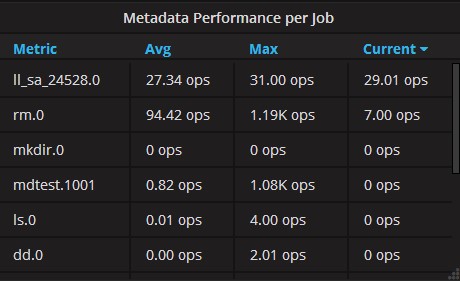 Metadata Performance per Job
Metric Avg Max Current
ll_sa_24528.0 27.34 ops 31.00 ops 29.01 ops
rm.0 94.42 ops 1.19K ops 7.00 ops
mkdir.0 0 ops 0 ops 0 ops
mdtest.1001 0.82 ops 1.08K ops 0 ops
ls.0 0.01 ops 4.00 ops 0 ops
dd.0 0.00 ops 2.01 ops 0 ops